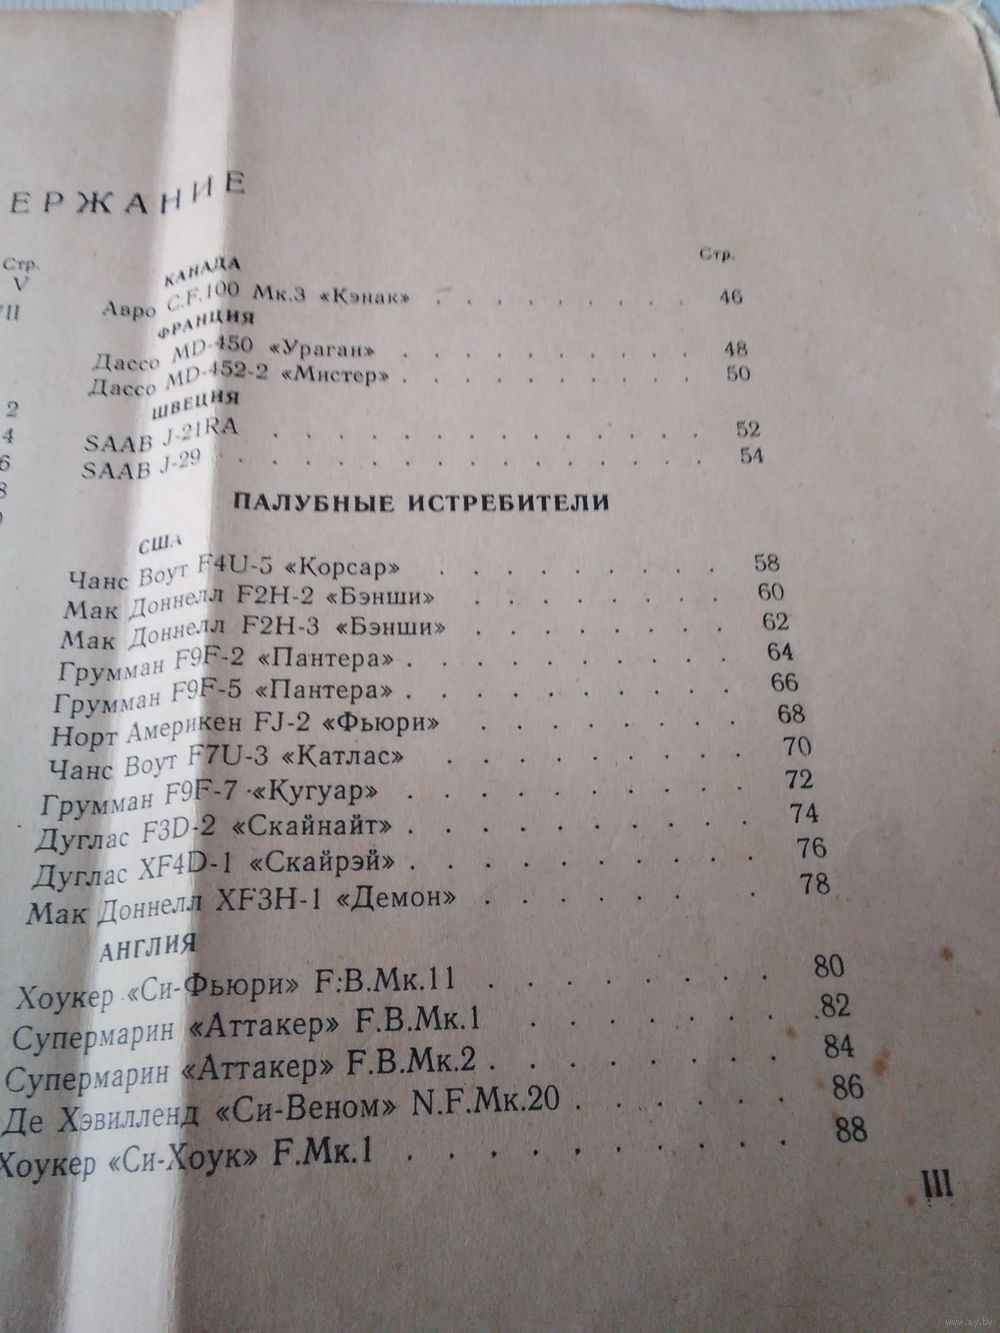 ЕРЖАНИЕ
Стр.
V
VII
2
4
6
8
КАНАДА
Стр.
Авро C.F.100 Мк.3 «Кэнак» . . . . . . . . . 46
ФРАНЦИЯ
Дассо MD-450 «Ураган» . . . . . . . . . . 48
Дассо MD-452-2 «Мистер» . . . . . . . . . . 50
ШВЕЦИЯ
SAAB J-21RA . . . . . . . . . . . . . . 52
SAAB J-29 . . . . . . . . . . . . . . . 54
ПАЛУБНЫЕ ИСТРЕБИТЕЛИ
США
Чанс Воут F4U-5 «Корсар» . . . . . . . . . 58
Мак Доннелл F2H-2 «Бэнши» . . . . . . . . 60
Мак Доннелл F2H-3 «Бэнши» . . . . . . . . 62
Грумман F9F-2 «Пантера» . . . . . . . . . . 64
Грумман F9F-5 «Пантера» . . . . . . . . . . 66
Норт Америкен FJ-2 «Фьюри» . . . . . . . . 68
Чанс Воут F7U-3 «Катлас» . . . . . . . . . 70
Грумман F9F-7 «Кугуар» . . . . . . . . . . 72
Дуглас F3D-2 «Скайнайт» . . . . . . . . . . 74
Дуглас XF4D-1 «Скайрэй» . . . . . . . . . . 76
Мак Доннелл XF3H-1 «Демон» . . . . . . . 78
АНГЛИЯ
Хоукер «Си-Фьюри» F.B.Мк.11 . . . . . . . . 80
Супермарин «Аттакер» F.B.Мк.1 . . . . . . . 82
Супермарин «Аттакер» F.B.Мк.2 . . . . . . . . 84
Де Хэвилленд «Си-Веном» N.F.Мк.20 . . . . . . 86
Хоукер «Си-Хоук» F.Мк.1 . . . . . . . . . . 88
III
www.ay.by